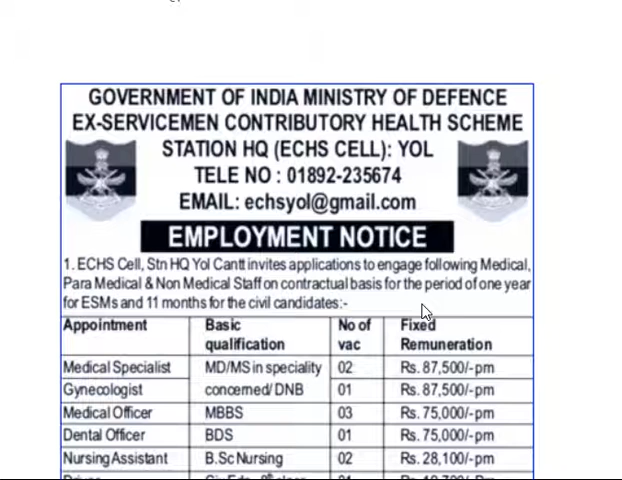 GOVERNMENT OF INDIA MINISTRY OF DEFENCE
EX-SERVICEMEN CONTRIBUTORY HEALTH SCHEME
STATION HQ (ECHS CELL): YOL
TELE NO : 01892-235674
EMAIL: echsyol@gmail.com
EMPLOYMENT NOTICE
1. ECHS Cell, Stn HQ Yol Cantt invites applications to engage following Medical,
Para Medical & Non Medical Staff on contractual basis for the period of one year
for ESMs and 11 months for the civil candidates:-
Appointment Basic qualification No of vac Fixed Remuneration
Medical Specialist MD/MS in speciality 02 Rs. 87,500/-pm
Gynecologist concerned/ DNB 01 Rs. 87,500/-pm
Medical Officer MBBS 03 Rs. 75,000/-pm
Dental Officer BDS 01 Rs. 75,000/-pm
Nursing Assistant B.Sc Nursing 02 Rs. 28,100/-pm